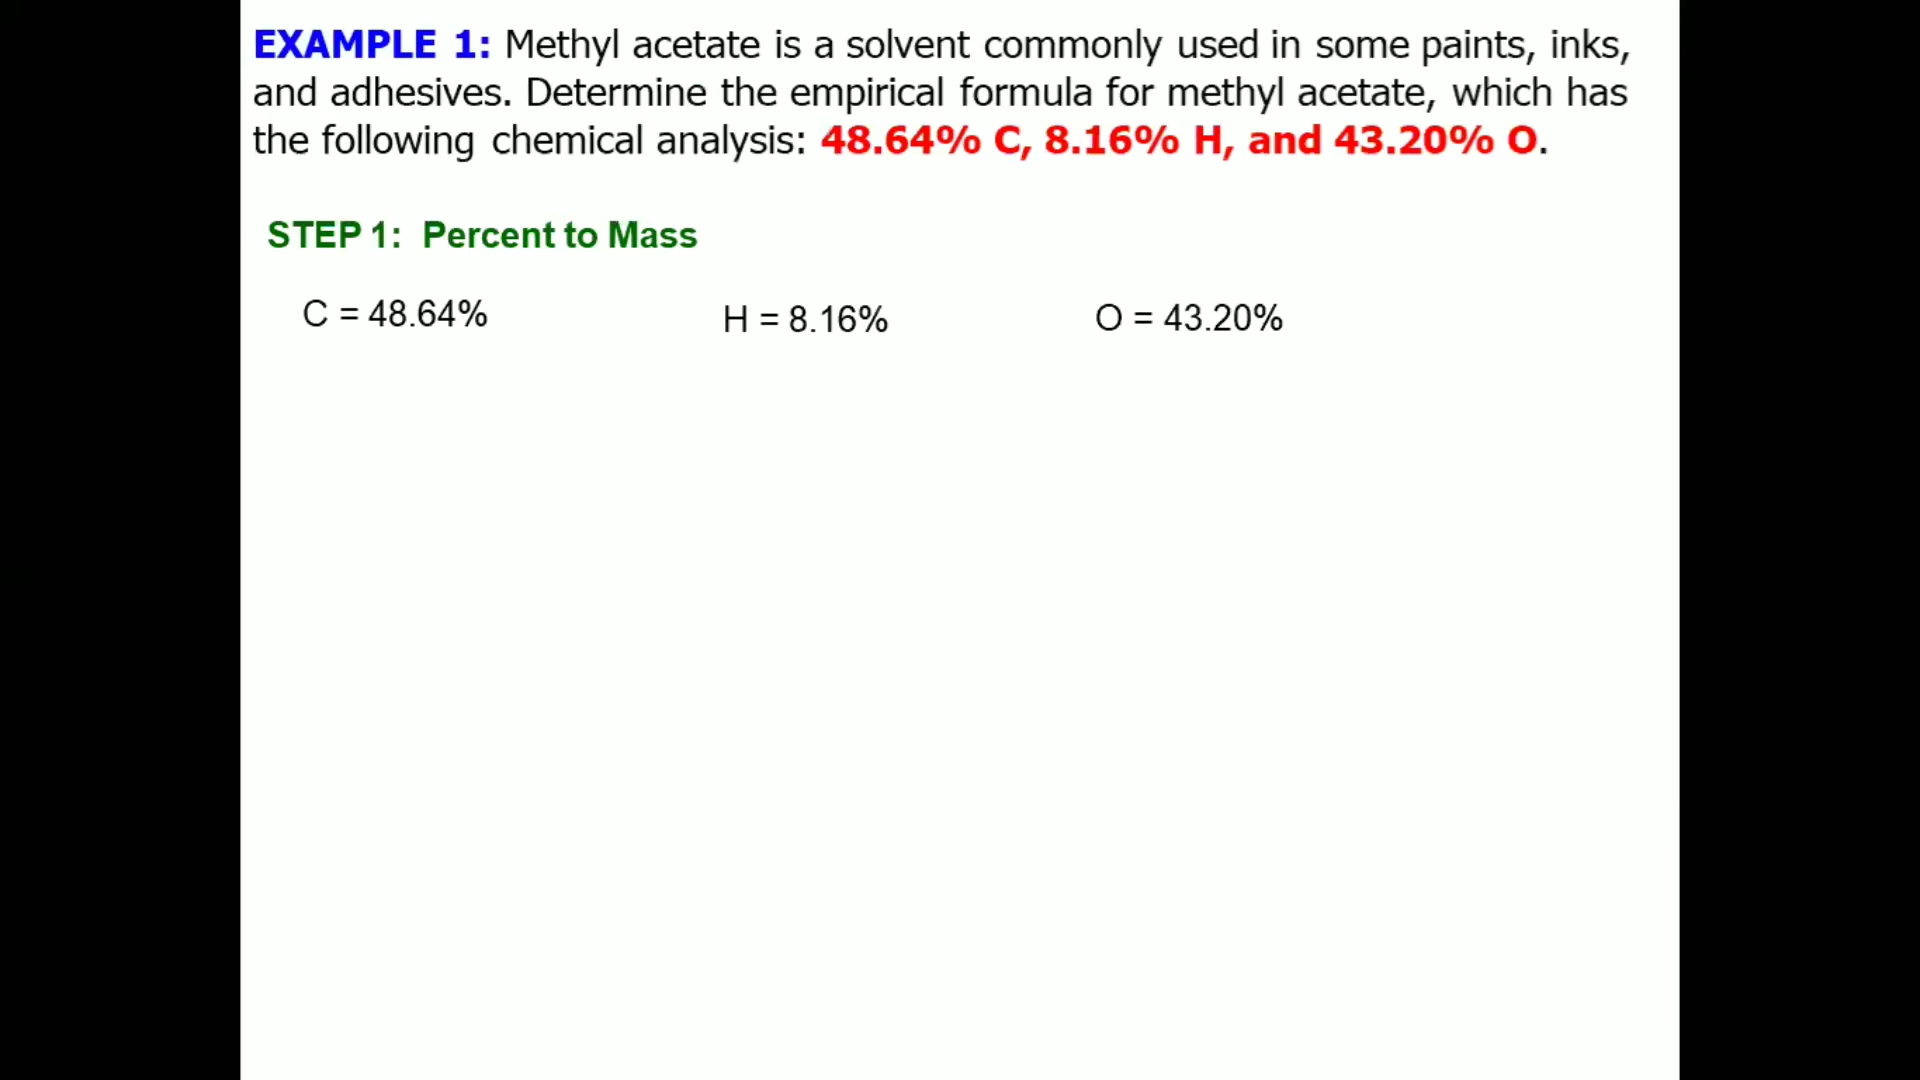 EXAMPLE 1: Methyl acetate is a solvent commonly used in some paints, inks,
and adhesives. Determine the empirical formula for methyl acetate, which has
the following chemical analysis: 48.64% C, 8.16% H, and 43.20% O.
STEP 1: Percent to Mass
C = 48.64% H = 8.16% O = 43.20%